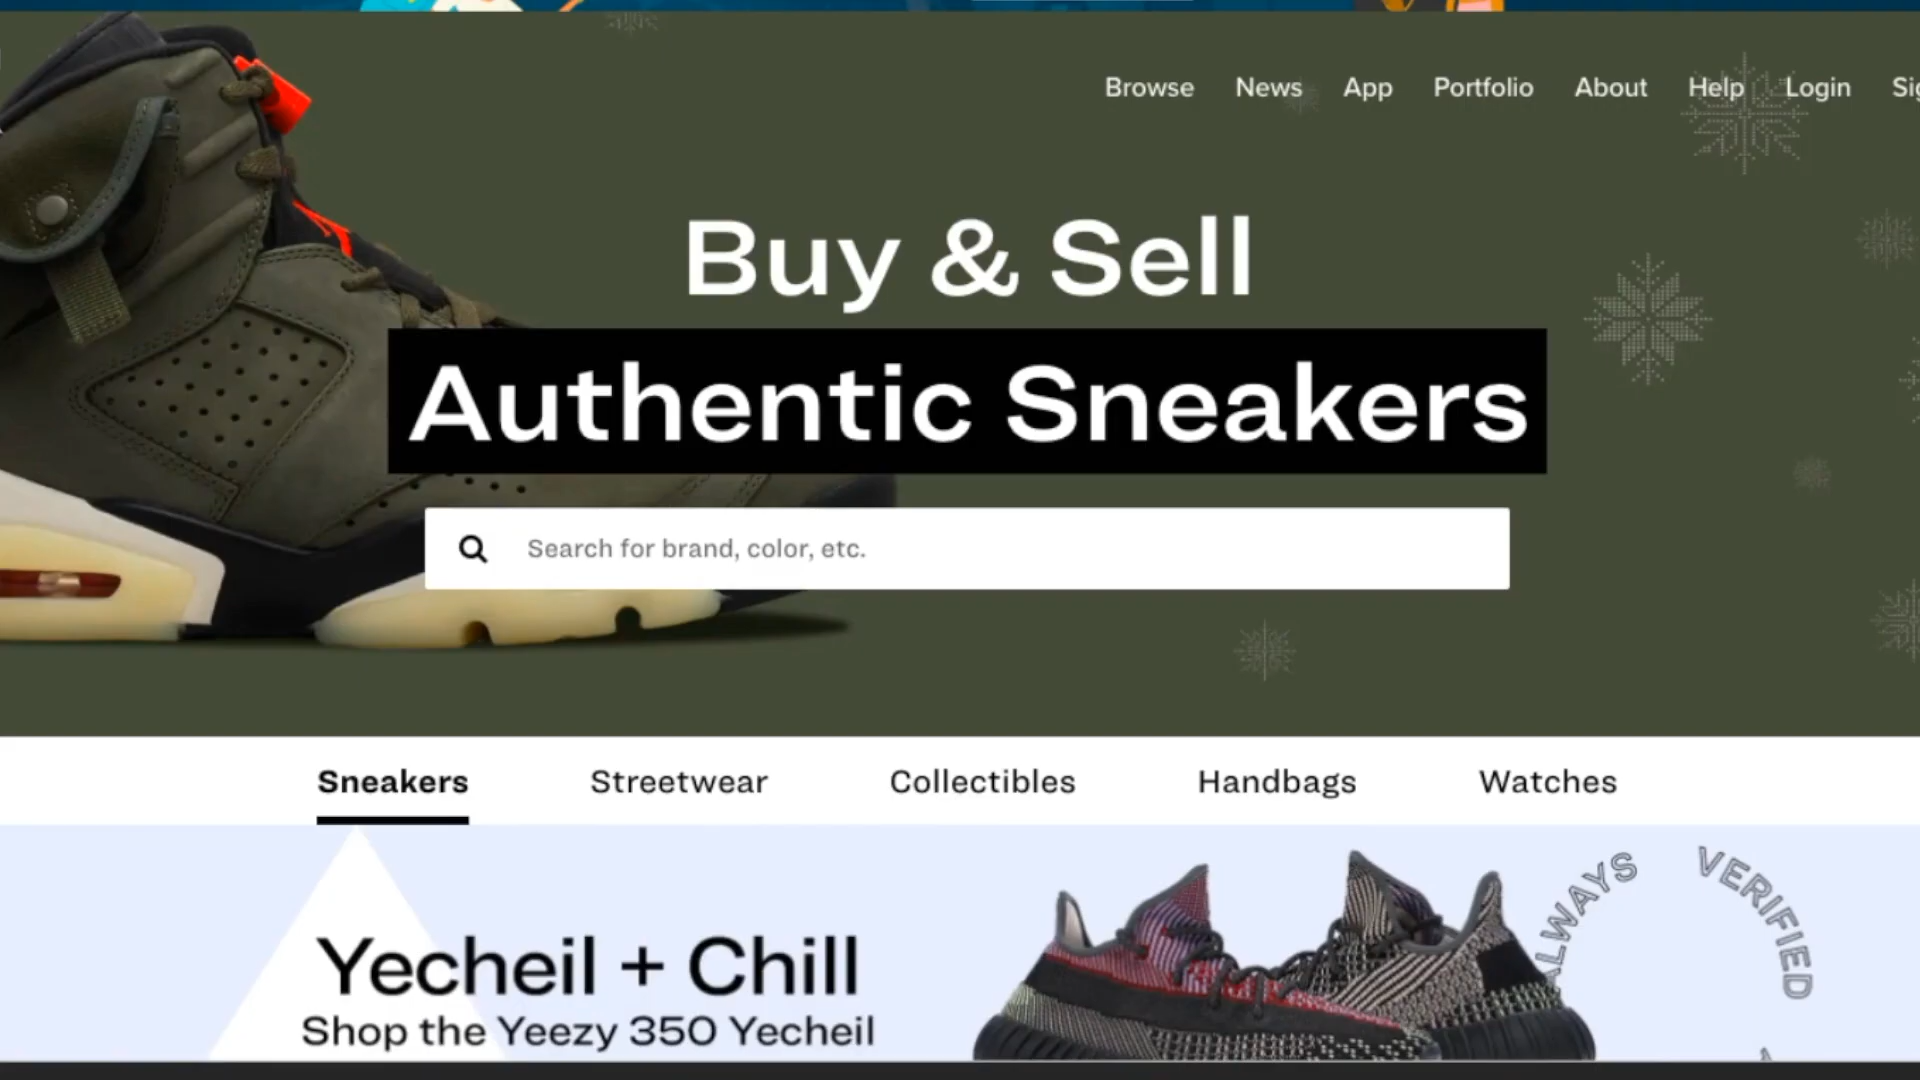 Browse News App Portfolio About Help Login
Buy & Sell
Authentic Sneakers
Search for brand, color, etc.
Sneakers Streetwear Collectibles Handbags Watches
ALWAYS VERIFIED
Yecheil + Chill
Shop the Yeezy 350 Yecheil